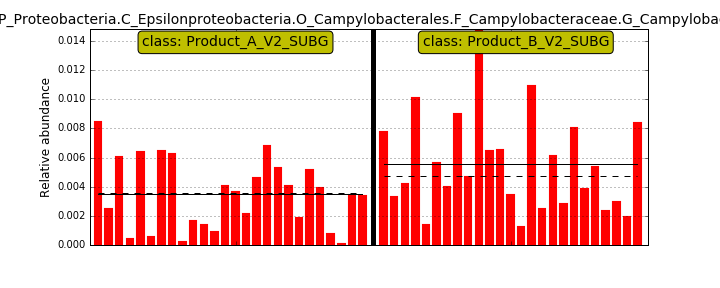 P_Proteobacteria.C_Epsilonproteobacteria.O_Campylobacterales.F_Campylobacteraceae.G_Campylobac
class: Product_A_V2_SUBG
class: Product_B_V2_SUBG
Relative abundance
0.014
0.012
0.010
0.008
0.006
0.004
0.002
0.000